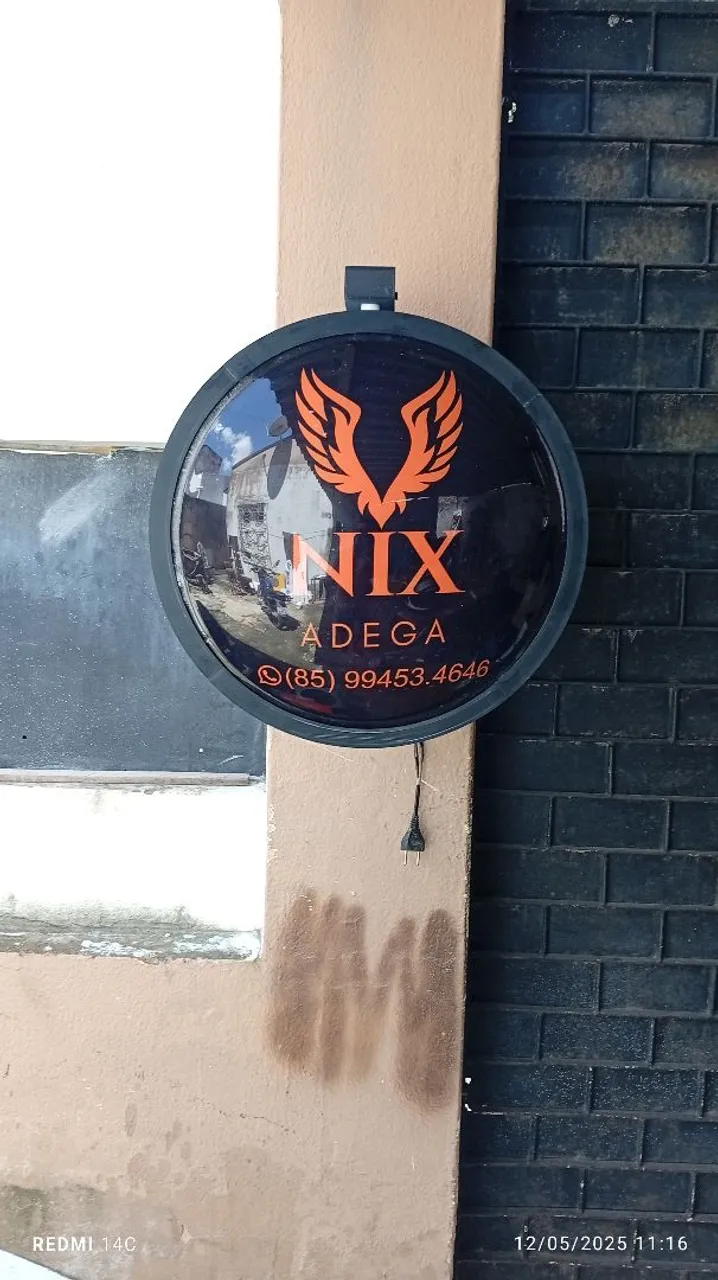 NIX
ADEGA
(85) 99453.4646
REDMI 14C
12/05/2025 11:16